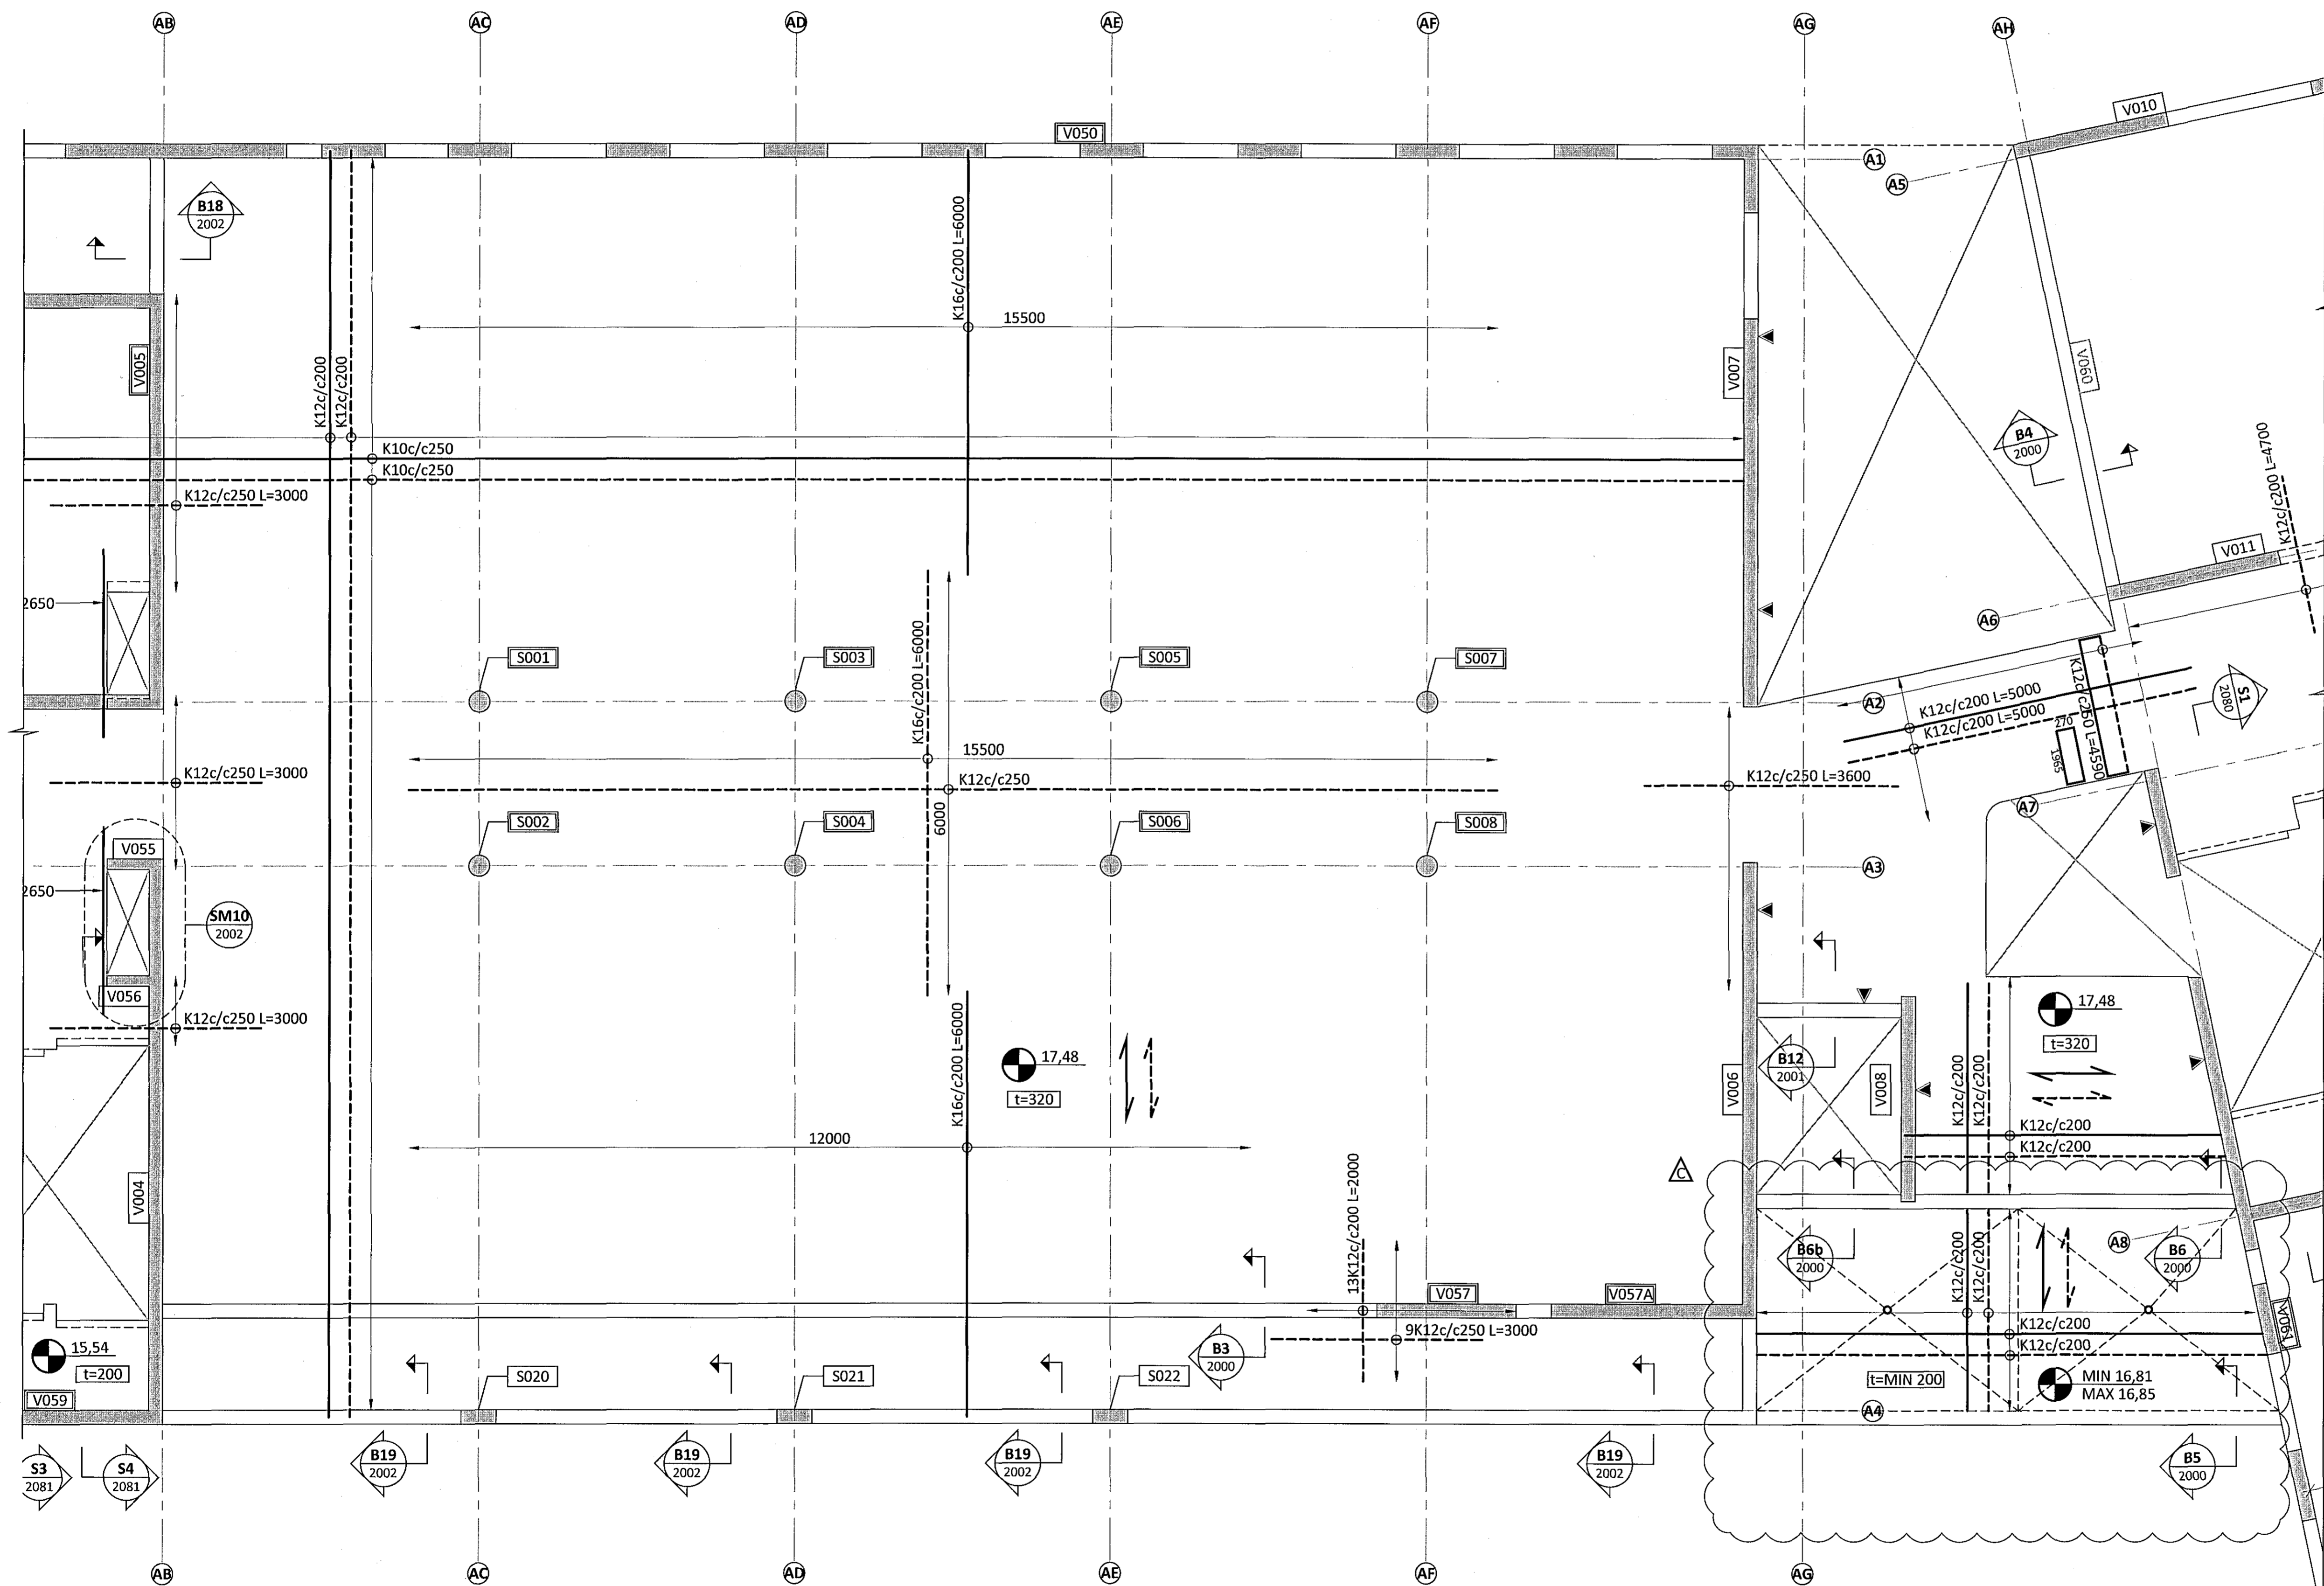 AB
AC
AD
AE
AF
AG
AH
V010
V050
A1
A5
B18
2002
K16c/c200 L=6000
15500
V005
K12c/c200
K12c/c200
V007
V060
B4
2000
K12c/c200 L=4700
K10c/c250
K10c/c250
K12c/c250 L=3000
V011
2650
A6
S001
S003
S005
S007
K16c/c200 L=6000
A2
K12c/c200 L=5000
K12c/c200 L=5000
K12c/c250 L=4590
270
1965
S1
2080
15500
K12c/c250
K12c/c250 L=3000
K12c/c250 L=3600
6000
A7
S002
S004
S006
S008
V055
A3
2650
SM10
2002
V056
K12c/c250 L=3000
K16c/c200 L=6000
17,48
t=320
17,48
t=320
B12
2001
V006
V008
K12c/c200
K12c/c200
K12c/c200
K12c/c200
12000
V004
C
13K12c/c200 L=2000
A8
B6b
2000
B6
2000
K12c/c200
K12c/c200
V057
V057A
V061
K12c/c200
K12c/c200
9K12c/c250 L=3000
B3
2000
15,54
t=200
V059
S020
S021
S022
t=MIN 200
MIN 16,81
MAX 16,85
A4
S3
2081
S4
2081
B19
2002
B19
2002
B19
2002
B19
2002
B5
2000
AB
AC
AD
AE
AF
AG